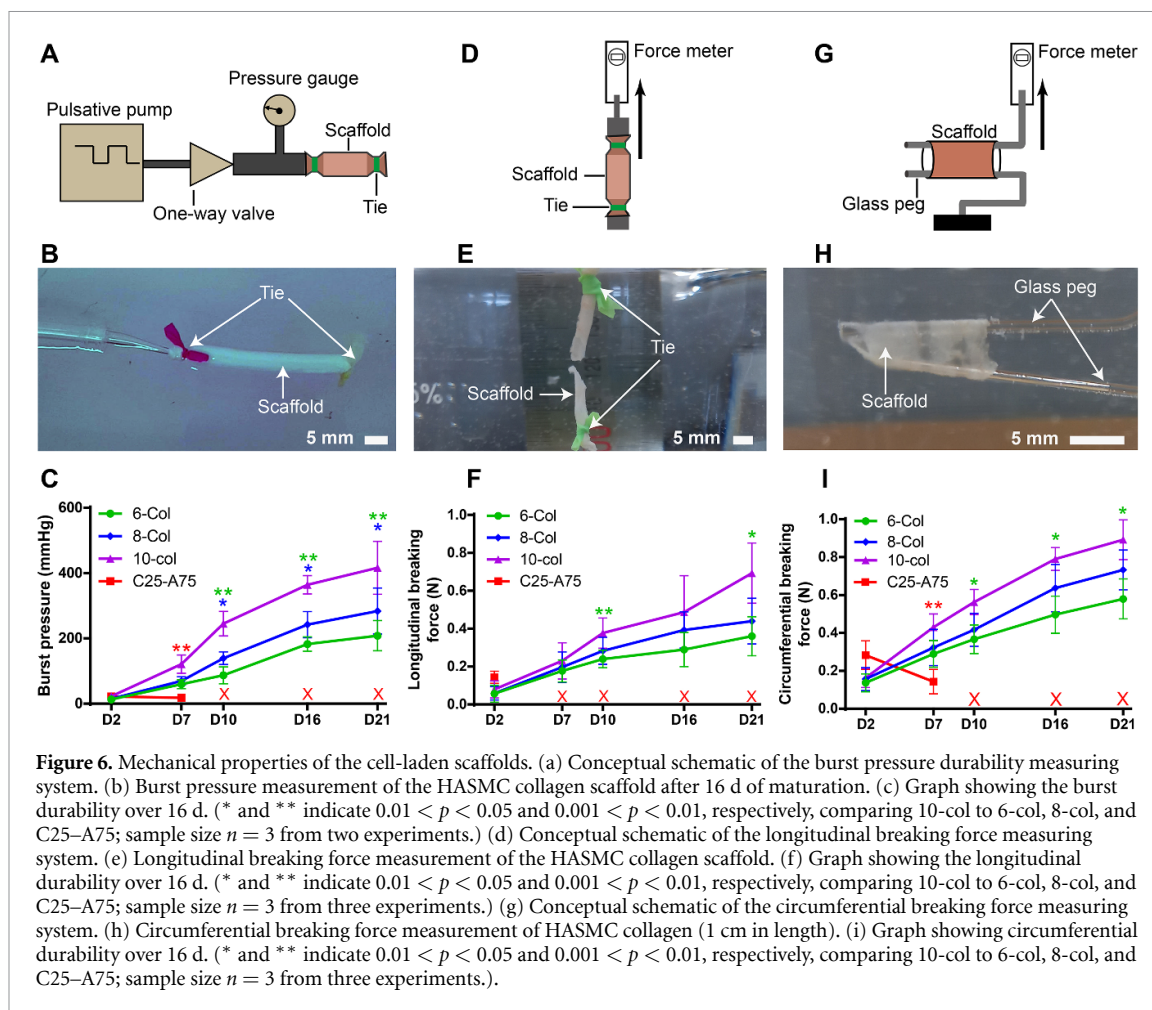 A
Pulsative pump
Pressure gauge
Scaffold
One-way valve
Tie
D
Force meter
Scaffold
Tie
G
Force meter
Scaffold
Glass peg
B
Tie
Scaffold
5 mm
E
Tie
Scaffold
5 mm
H
Glass peg
Scaffold
5 mm
C
Burst pressure (mmHg)
600
400
200
0
6-Col
8-Col
10-col
C25-A75
**
**
*
**
*
**
*
X
X
X
D2 D7 D10 D16 D21
F
Longitudinal breaking
force (N)
1.0
0.8
0.6
0.4
0.2
0.0
6-Col
8-Col
10-col
C25-A75
**
*
X
X
X
X
D2 D7 D10 D16 D21
I
Circumferential breaking
force (N)
1.0
0.8
0.6
0.4
0.2
0.0
6-Col
8-Col
10-col
C25-A75
**
*
*
*
X
X
X
D2 D7 D10 D16 D21
Figure 6. Mechanical properties of the cell-laden scaffolds. (a) Conceptual schematic of the burst pressure durability measuring
system. (b) Burst pressure measurement of the HASMC collagen scaffold after 16 d of maturation. (c) Graph showing the burst
durability over 16 d. (* and ** indicate 0.01 < p < 0.05 and 0.001 < p < 0.01, respectively, comparing 10-col to 6-col, 8-col, and
C25–A75; sample size n = 3 from two experiments.) (d) Conceptual schematic of the longitudinal breaking force measuring
system. (e) Longitudinal breaking force measurement of the HASMC collagen scaffold. (f) Graph showing the longitudinal
durability over 16 d. (* and ** indicate 0.01 < p < 0.05 and 0.001 < p < 0.01, respectively, comparing 10-col to 6-col, 8-col, and
C25–A75; sample size n = 3 from three experiments.) (g) Conceptual schematic of the circumferential breaking force measuring
system. (h) Circumferential breaking force measurement of HASMC collagen (1 cm in length). (i) Graph showing circumferential
durability over 16 d. (* and ** indicate 0.01 < p < 0.05 and 0.001 < p < 0.01, respectively, comparing 10-col to 6-col, 8-col, and
C25–A75; sample size n = 3 from three experiments.).